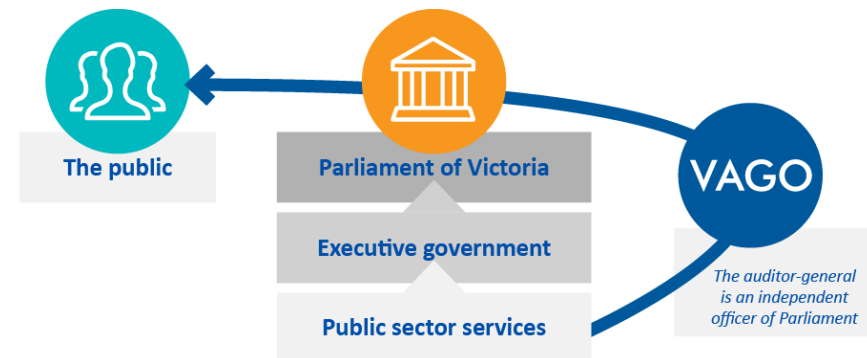 The public
Parliament of Victoria
Executive government
Public sector services
VAGO
The auditor-general
is an independent
officer of Parliament